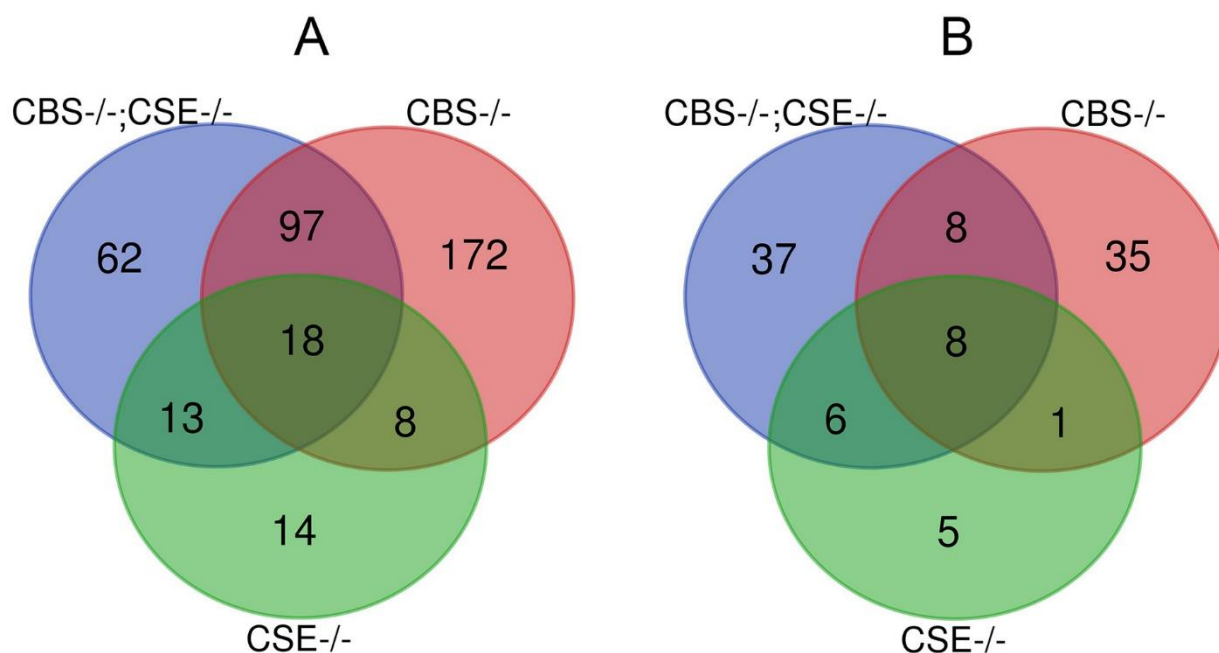 A
B
CBS-/-;CSE-/-
CBS-/-
CBS-/-;CSE-/-
CBS-/-
62
97
172
18
13
8
14
37
8
35
8
6
1
5
CSE-/-
CSE-/-